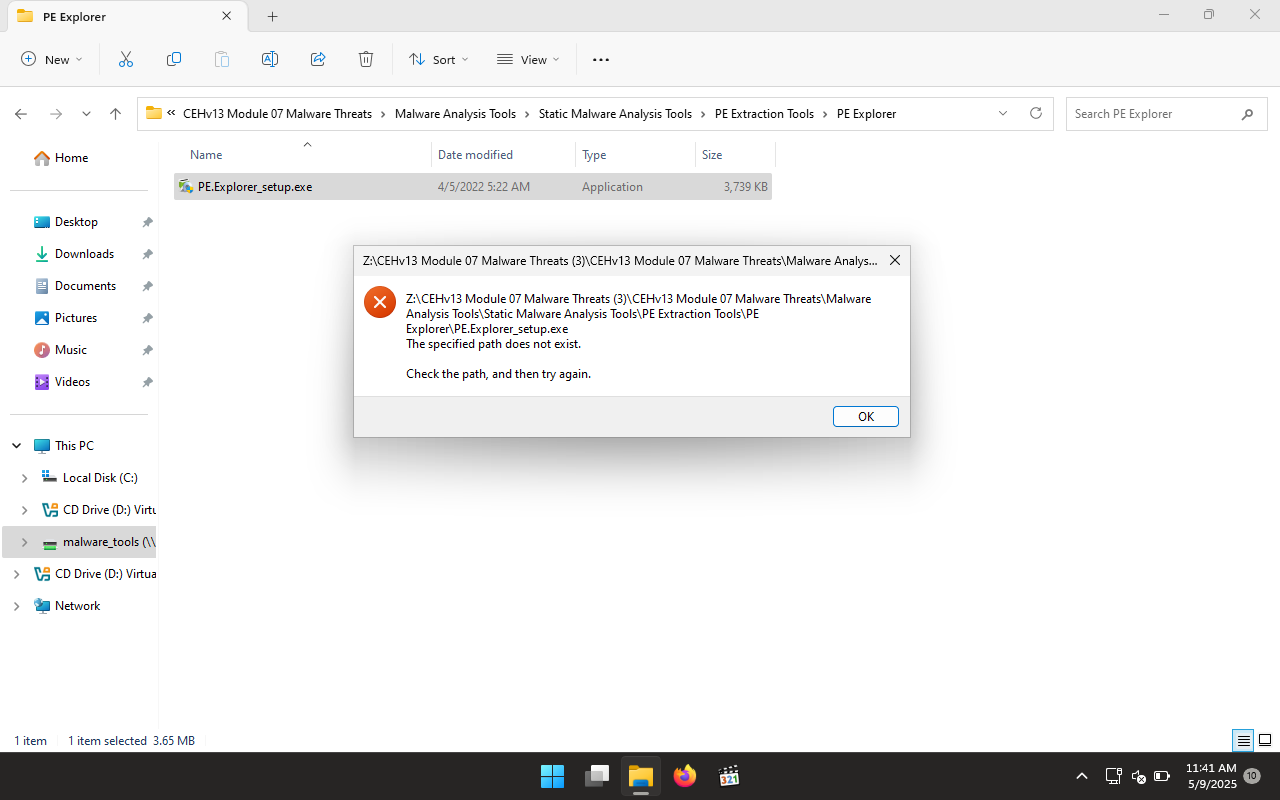 PE Explorer
New
Sort
View
« CEHv13 Module 07 Malware Threats › Malware Analysis Tools › Static Malware Analysis Tools › PE Extraction Tools › PE Explorer
Search PE Explorer
Home
Desktop
Downloads
Documents
Pictures
Music
Videos
This PC
Local Disk (C:)
CD Drive (D:) Virtu
malware_tools (\\
CD Drive (D:) Virtua
Network
Name Date modified Type Size
PE.Explorer_setup.exe 4/5/2022 5:22 AM Application 3,739 KB
Z:\CEHv13 Module 07 Malware Threats (3)\CEHv13 Module 07 Malware Threats\Malware Analys...
Z:\CEHv13 Module 07 Malware Threats (3)\CEHv13 Module 07 Malware Threats\Malware
Analysis Tools\Static Malware Analysis Tools\PE Extraction Tools\PE
Explorer\PE.Explorer_setup.exe
The specified path does not exist.
Check the path, and then try again.
OK
1 item 1 item selected 3.65 MB
321
11:41 AM
5/9/2025
10